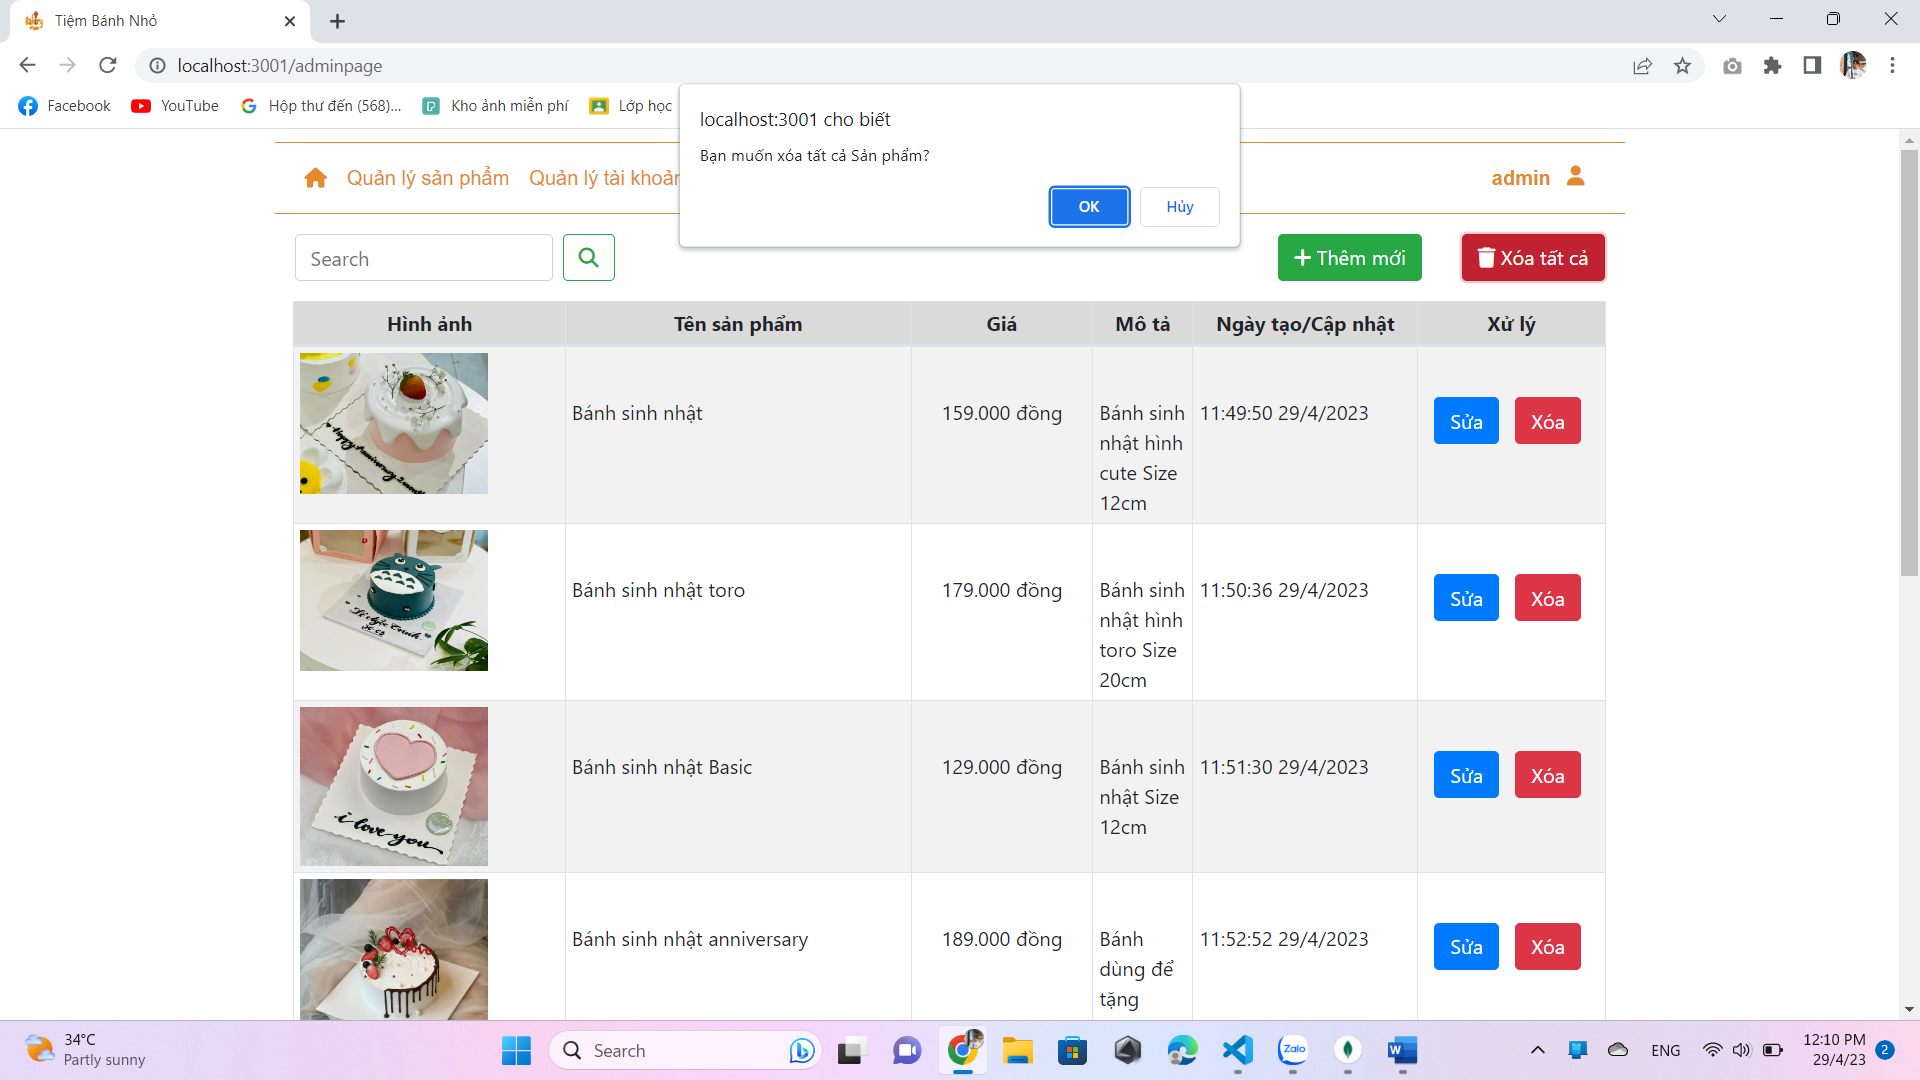 Tiệm Bánh Nhỏ
localhost:3001/adminpage
Facebook
YouTube
Hộp thư đến (568)...
Kho ảnh miễn phí
Lớp học
localhost:3001 cho biết
Bạn muốn xóa tất cả Sản phẩm?
OK
Hủy
Quản lý sản phẩm
Quản lý tài khoản
admin
Search
Thêm mới
Xóa tất cả
Hình ảnh
Tên sản phẩm
Giá
Mô tả
Ngày tạo/Cập nhật
Xử lý
Happy Anniversary 2 month
Bánh sinh nhật
159.000 đồng
Bánh sinh
nhật hình
cute Size
12cm
11:49:50 29/4/2023
Sửa
Xóa
Bánh sinh nhật toro
179.000 đồng
Bánh sinh
nhật hình
toro Size
20cm
11:50:36 29/4/2023
Sửa
Xóa
i love you
Bánh sinh nhật Basic
129.000 đồng
Bánh sinh
nhật Size
12cm
11:51:30 29/4/2023
Sửa
Xóa
Bánh sinh nhật anniversary
189.000 đồng
Bánh
dùng để
tặng
11:52:52 29/4/2023
Sửa
Xóa
34°C
Partly sunny
Search
Zalo
W
ENG
12:10 PM
29/4/23
2